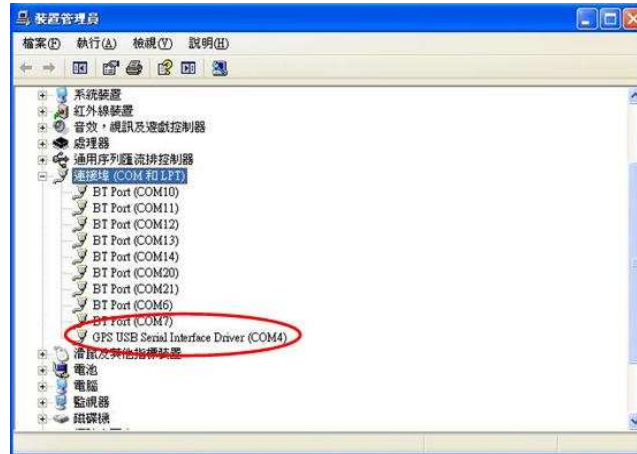 裝置管理員
檔案(F) 執行(A) 檢視(V) 說明(H)
系統裝置
紅外線裝置
音效，視訊及遊戲控制器
處理器
通用序列匯流排控制器
連接埠 (COM 和 LPT)
BT Port (COM10)
BT Port (COM11)
BT Port (COM12)
BT Port (COM13)
BT Port (COM14)
BT Port (COM20)
BT Port (COM21)
BT Port (COM6)
BT Port (COM7)
GPS USB Serial Interface Driver (COM4)
滑鼠及其他指標裝置
電池
電腦
監視器
磁碟機